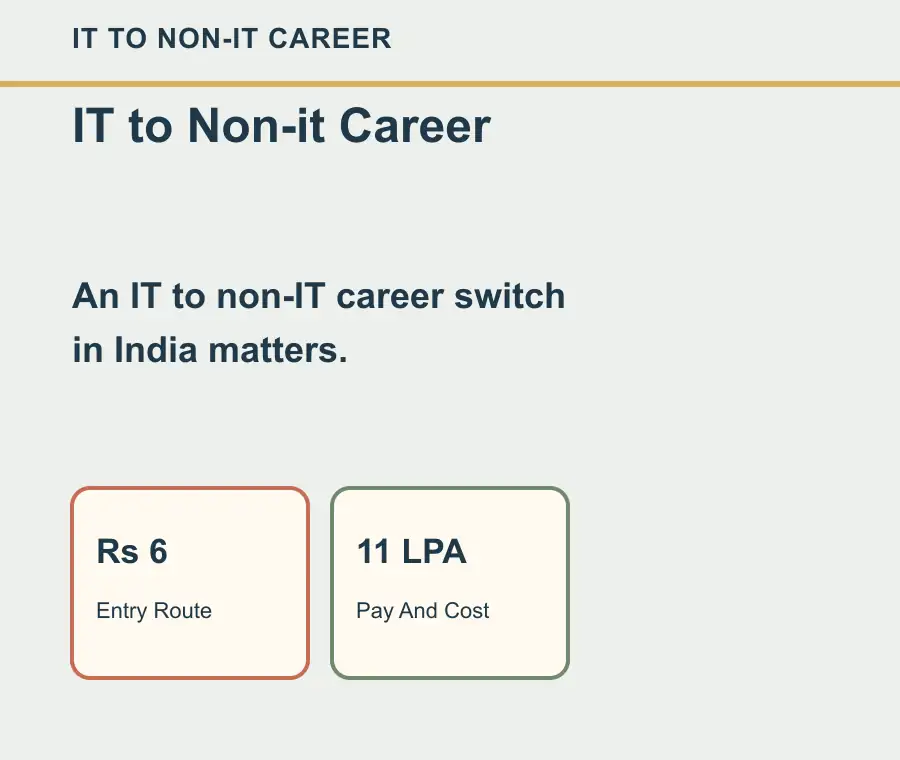 IT TO NON-IT CAREER
IT to Non-it Career
An IT to non-IT career switch
in India matters.
Rs 6
Entry Route
11 LPA
Pay And Cost